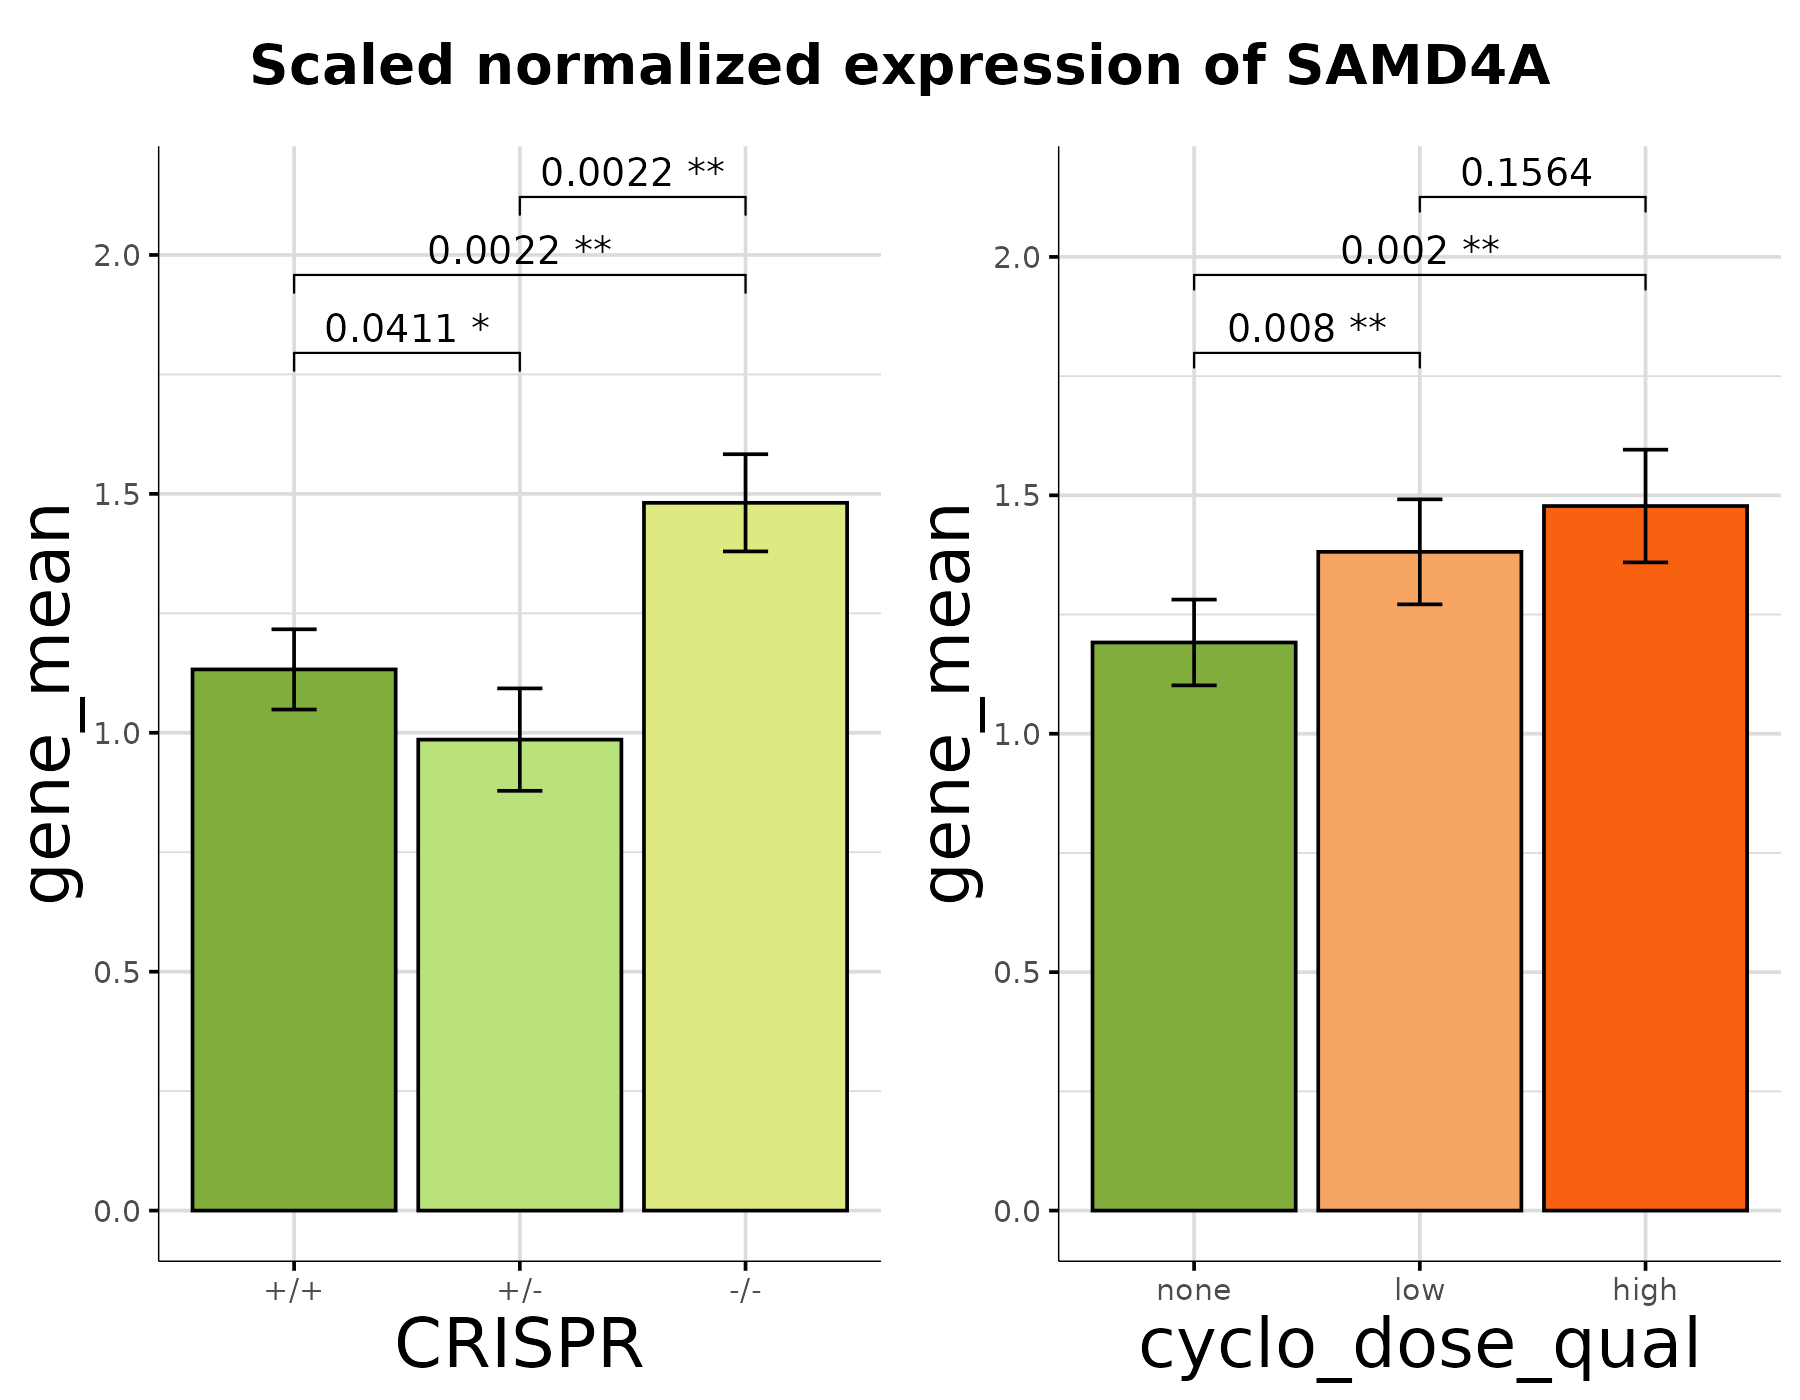 Scaled normalized expression of SAMD4A
gene_mean
2.0
1.5
1.0
0.5
0.0
0.0022 **
0.0022 **
0.0411 *
+/+ +/- -/-
CRISPR
gene_mean
2.0
1.5
1.0
0.5
0.0
0.1564
0.002 **
0.008 **
none low high
cyclo_dose_qual